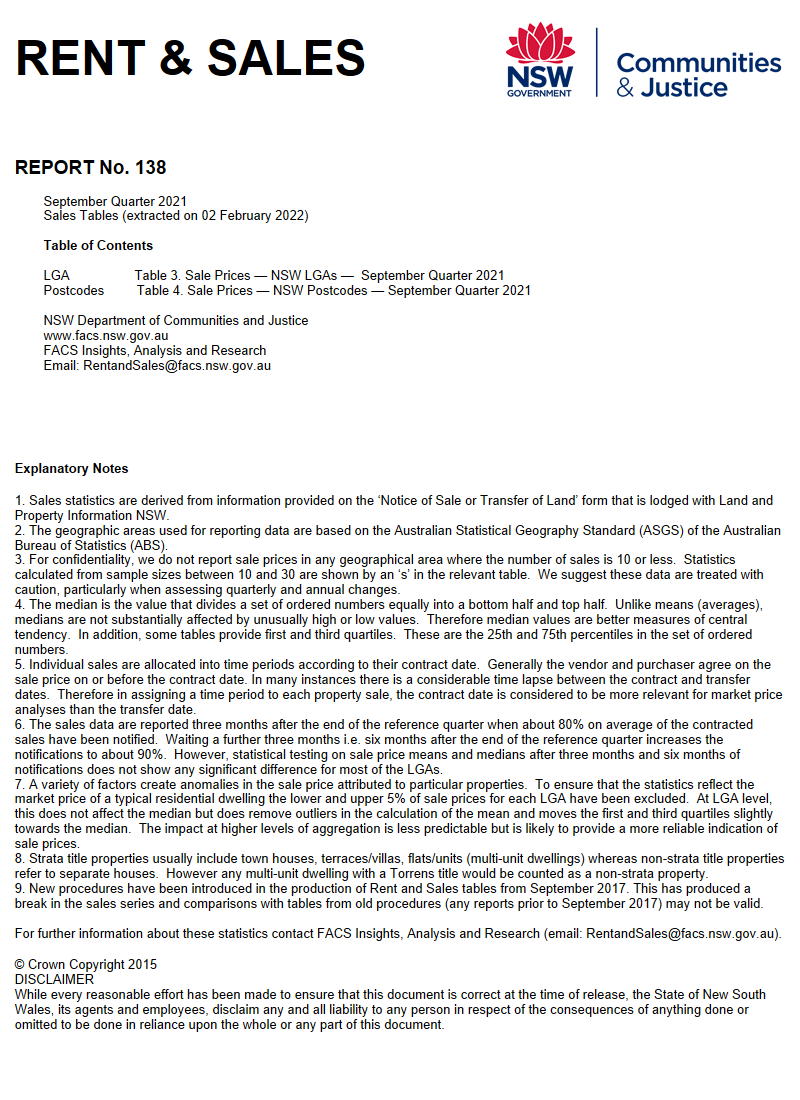 RENT & SALES
NSW
GOVERNMENT
Communities
& Justice
REPORT No. 138
September Quarter 2021
Sales Tables (extracted on 02 February 2022)
Table of Contents
LGA Table 3. Sale Prices — NSW LGAs — September Quarter 2021
Postcodes Table 4. Sale Prices — NSW Postcodes — September Quarter 2021
NSW Department of Communities and Justice
www.facs.nsw.gov.au
FACS Insights, Analysis and Research
Email: RentandSales@facs.nsw.gov.au
Explanatory Notes
1. Sales statistics are derived from information provided on the ‘Notice of Sale or Transfer of Land’ form that is lodged with Land and
Property Information NSW.
2. The geographic areas used for reporting data are based on the Australian Statistical Geography Standard (ASGS) of the Australian
Bureau of Statistics (ABS).
3. For confidentiality, we do not report sale prices in any geographical area where the number of sales is 10 or less. Statistics
calculated from sample sizes between 10 and 30 are shown by an ‘s’ in the relevant table. We suggest these data are treated with
caution, particularly when assessing quarterly and annual changes.
4. The median is the value that divides a set of ordered numbers equally into a bottom half and top half. Unlike means (averages),
medians are not substantially affected by unusually high or low values. Therefore median values are better measures of central
tendency. In addition, some tables provide first and third quartiles. These are the 25th and 75th percentiles in the set of ordered
numbers.
5. Individual sales are allocated into time periods according to their contract date. Generally the vendor and purchaser agree on the
sale price on or before the contract date. In many instances there is a considerable time lapse between the contract and transfer
dates. Therefore in assigning a time period to each property sale, the contract date is considered to be more relevant for market price
analyses than the transfer date.
6. The sales data are reported three months after the end of the reference quarter when about 80% on average of the contracted
sales have been notified. Waiting a further three months i.e. six months after the end of the reference quarter increases the
notifications to about 90%. However, statistical testing on sale price means and medians after three months and six months of
notifications does not show any significant difference for most of the LGAs.
7. A variety of factors create anomalies in the sale price attributed to particular properties. To ensure that the statistics reflect the
market price of a typical residential dwelling the lower and upper 5% of sale prices for each LGA have been excluded. At LGA level,
this does not affect the median but does remove outliers in the calculation of the mean and moves the first and third quartiles slightly
towards the median. The impact at higher levels of aggregation is less predictable but is likely to provide a more reliable indication of
sale prices.
8. Strata title properties usually include town houses, terraces/villas, flats/units (multi-unit dwellings) whereas non-strata title properties
refer to separate houses. However any multi-unit dwelling with a Torrens title would be counted as a non-strata property.
9. New procedures have been introduced in the production of Rent and Sales tables from September 2017. This has produced a
break in the sales series and comparisons with tables from old procedures (any reports prior to September 2017) may not be valid.
For further information about these statistics contact FACS Insights, Analysis and Research (email: RentandSales@facs.nsw.gov.au).
© Crown Copyright 2015
DISCLAIMER
While every reasonable effort has been made to ensure that this document is correct at the time of release, the State of New South
Wales, its agents and employees, disclaim any and all liability to any person in respect of the consequences of anything done or
omitted to be done in reliance upon the whole or any part of this document.